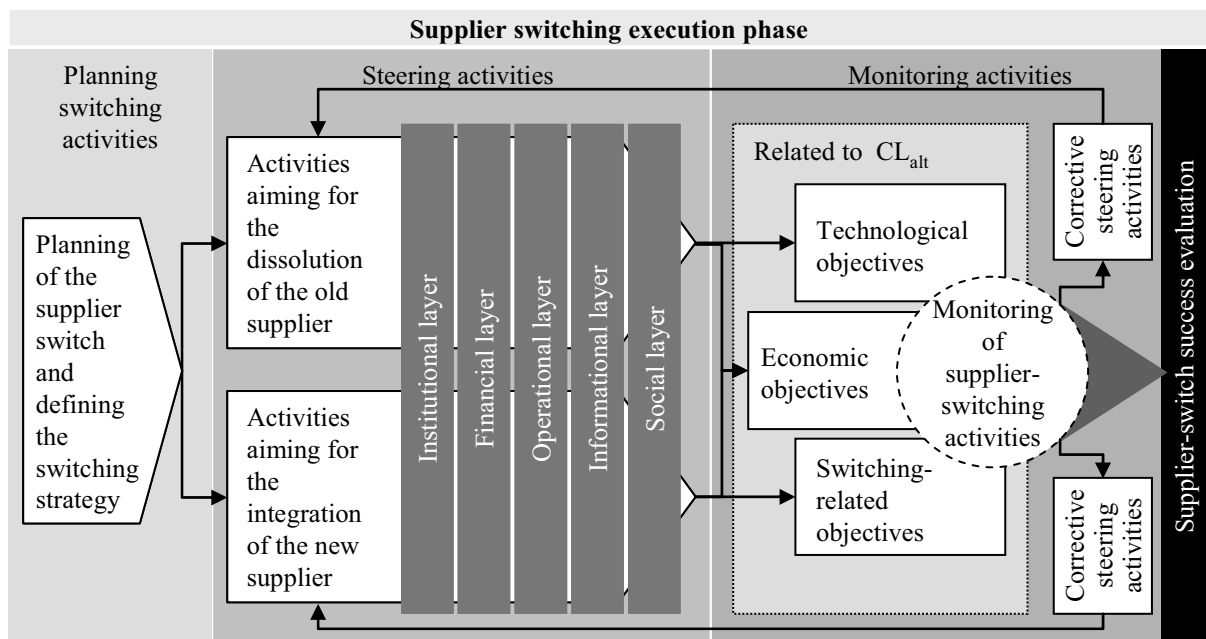 Supplier switching execution phase
Planning
switching
activities
Steering activities
Monitoring activities
Planning
of the
supplier
switch
and
defining
the
switching
strategy
Activities
aiming for
the
dissolution
of the old
supplier
Activities
aiming for
the
integration
of the new
supplier
Institutional layer
Financial layer
Operational layer
Informational layer
Social layer
Related to CLalt
Technological
objectives
Economic
objectives
Switching-
related
objectives
Monitoring
of
supplier-
switching
activities
Corrective
steering
activities
Corrective
steering
activities
Supplier-switch success evaluation